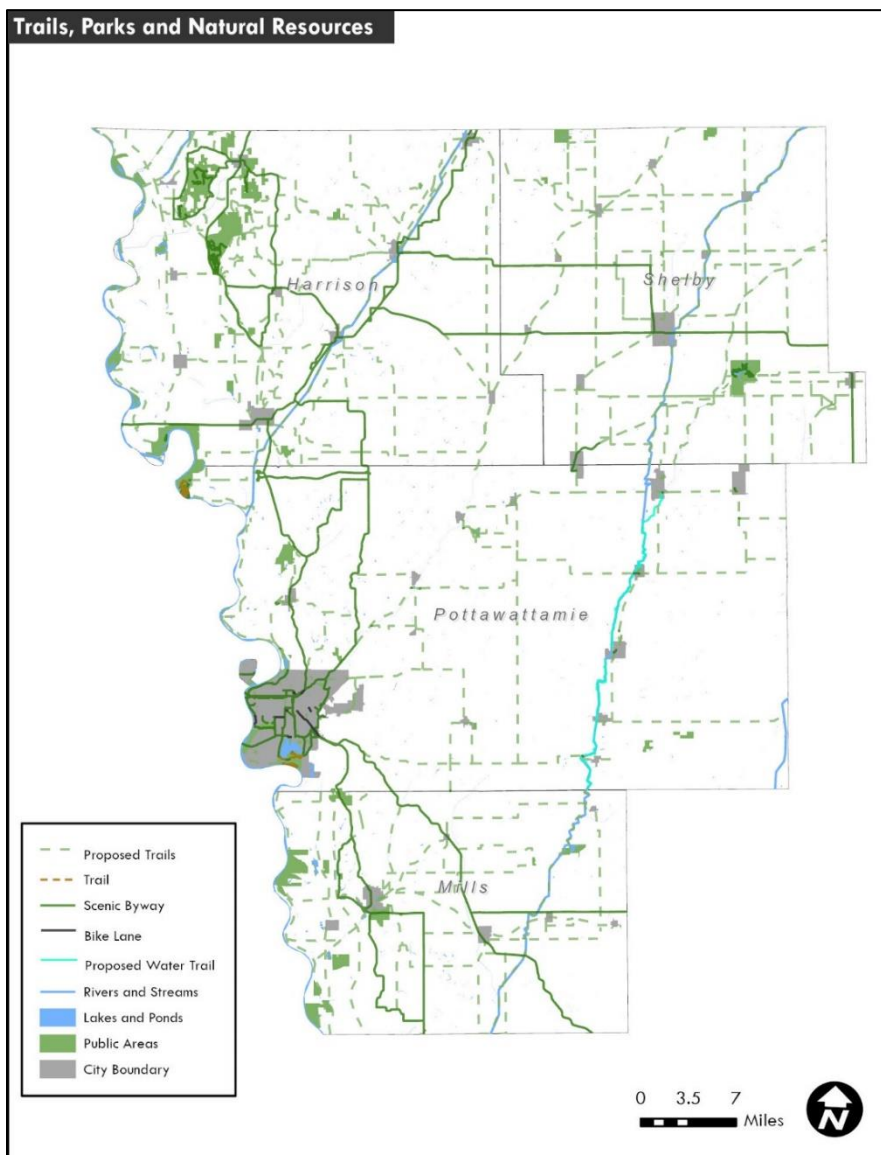 Trails, Parks and Natural Resources
Harrison
Shelby
Pottawattamie
Mills
Proposed Trails
Trail
Scenic Byway
Bike Lane
Proposed Water Trail
Rivers and Streams
Lakes and Ponds
Public Areas
City Boundary
0 3.5 7
Miles
N